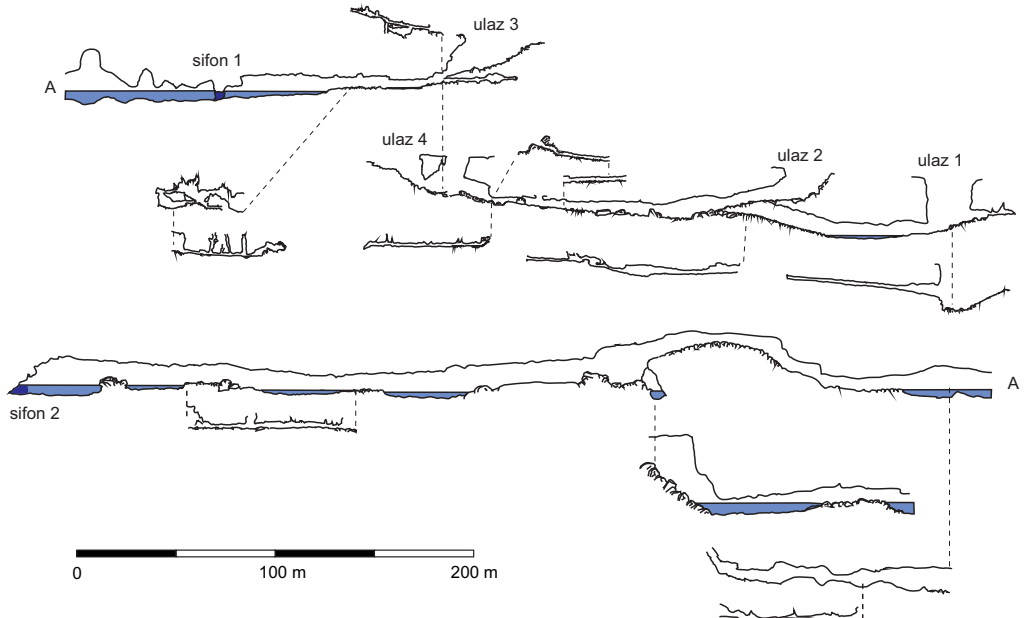 ulaz 3
sifon 1
A
ulaz 4
ulaz 2
ulaz 1
A
sifon 2
0
100 m
200 m